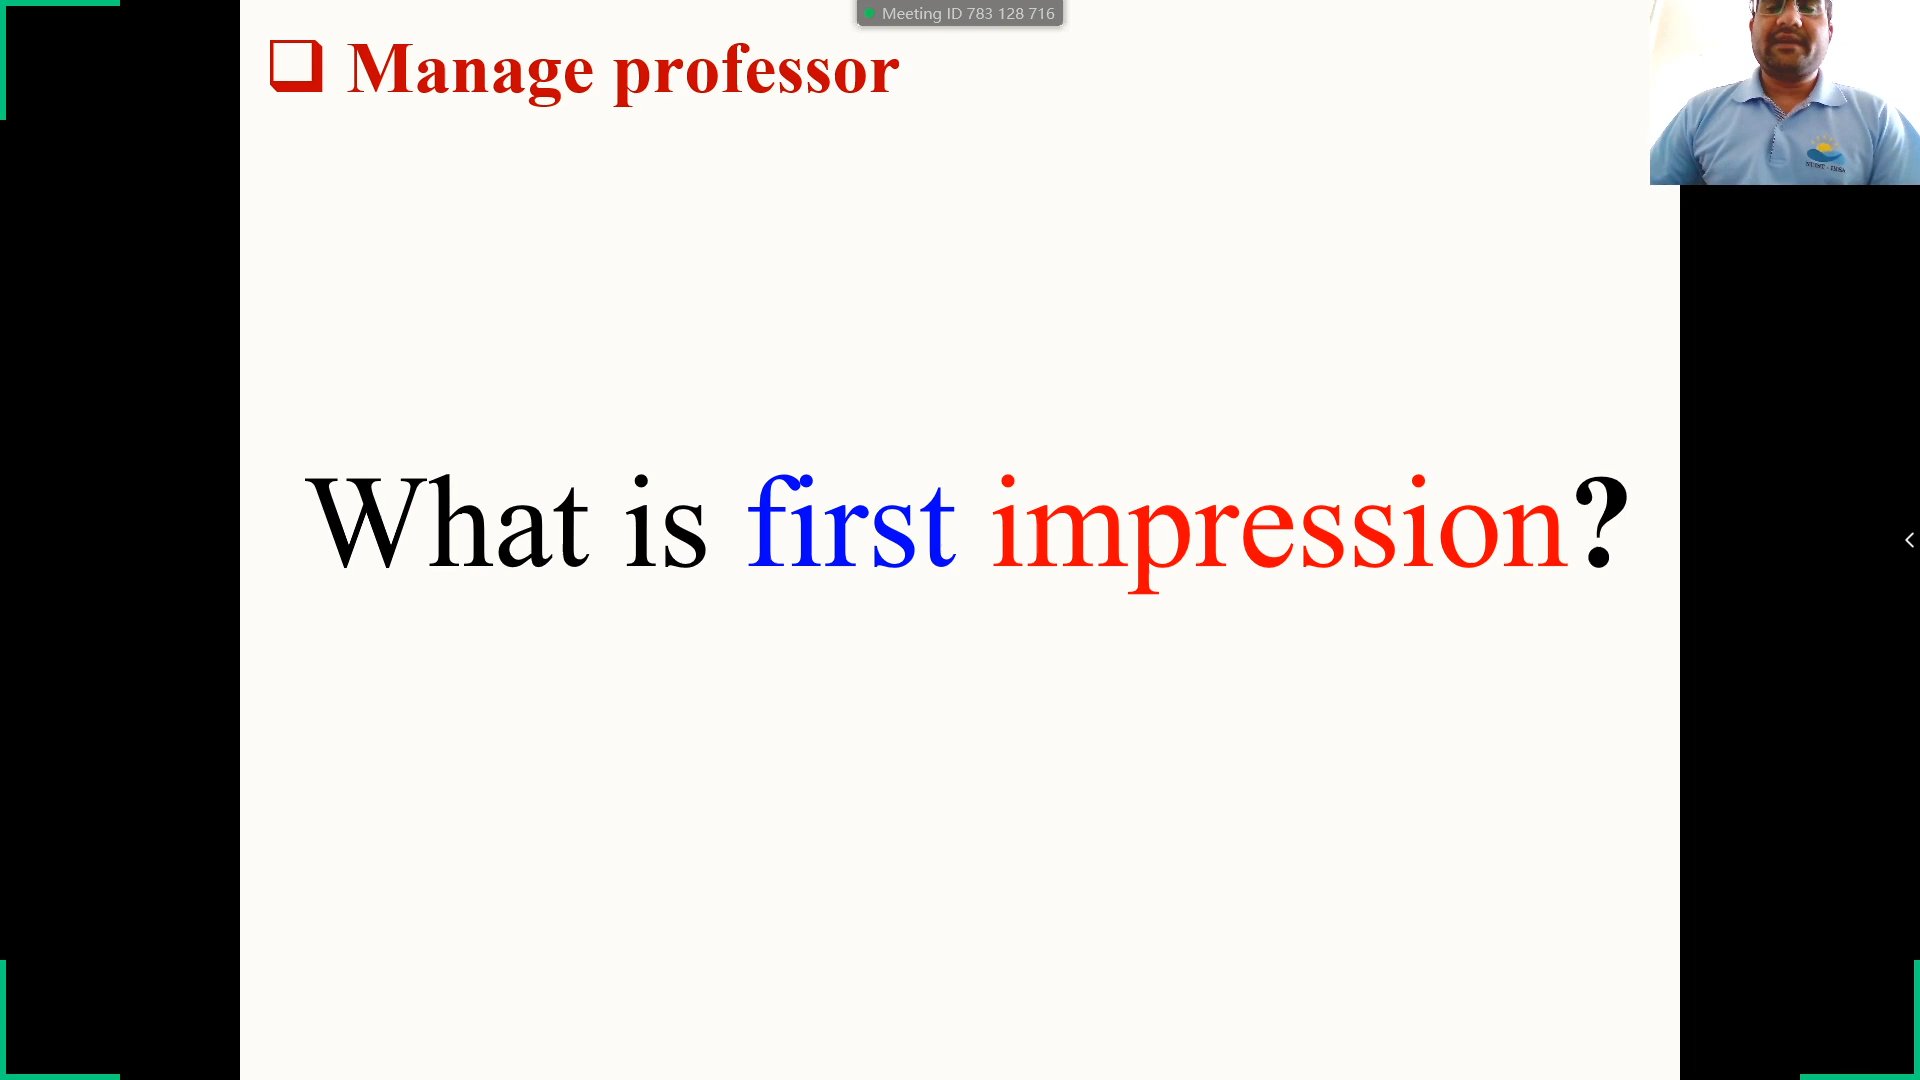 Meeting ID 783 128 716
❑ Manage professor
What is first impression?